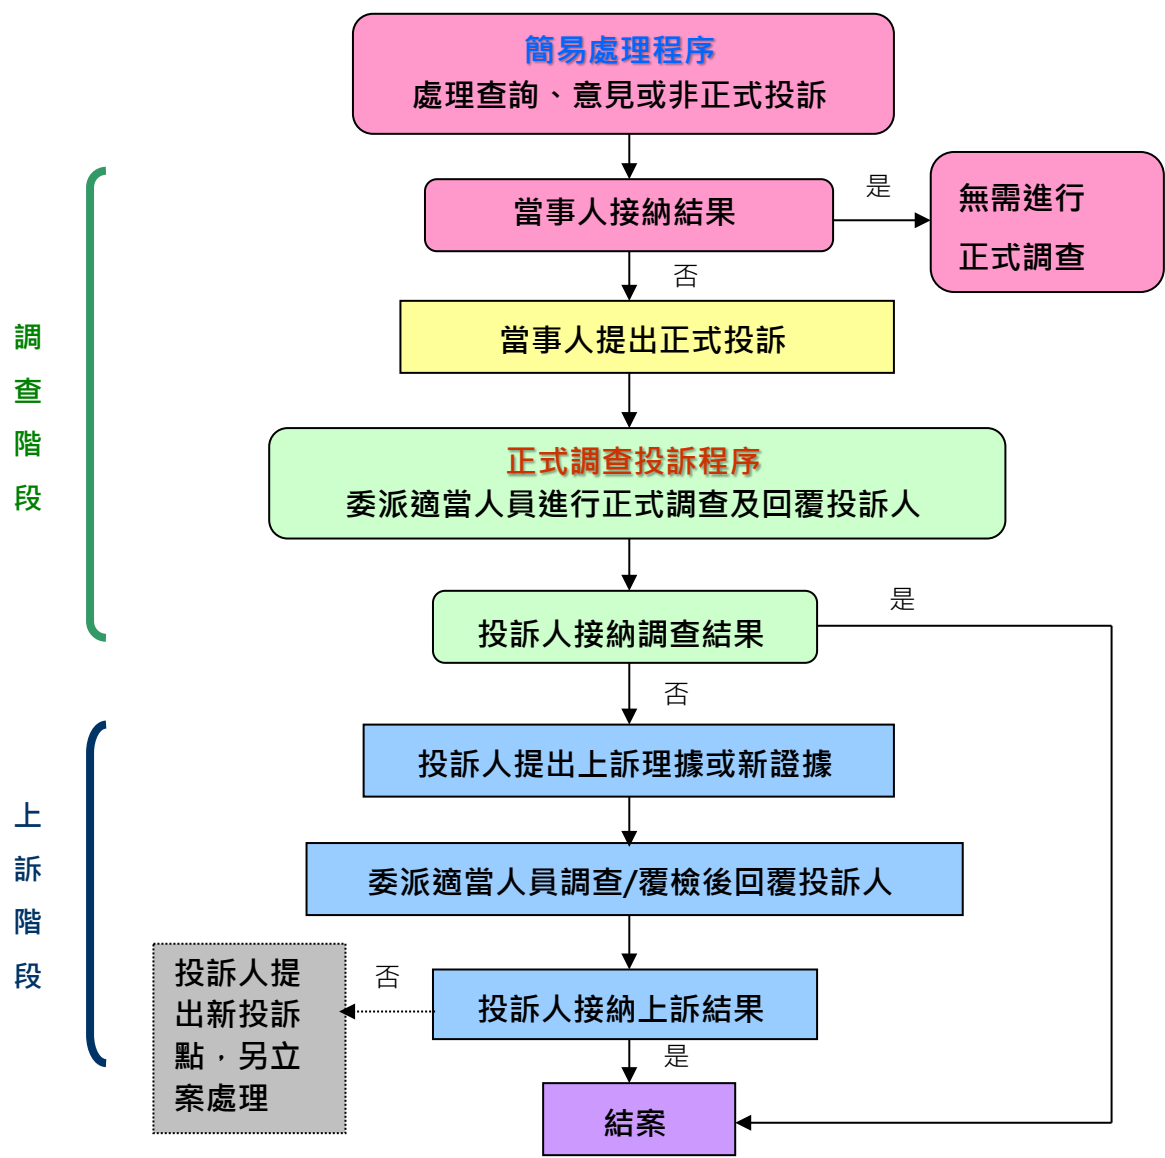 簡易處理程序
處理查詢、意見或非正式投訴
當事人接納結果
是
無需進行
正式調查
否
當事人提出正式投訴
調
查
階
段
正式調查投訴程序
委派適當人員進行正式調查及回覆投訴人
投訴人接納調查結果
是
否
投訴人提出上訴理據或新證據
上
訴
階
段
委派適當人員調查/覆檢後回覆投訴人
投訴人接納上訴結果
否
投訴人提
出新投訴
點，另立
案處理
是
結案